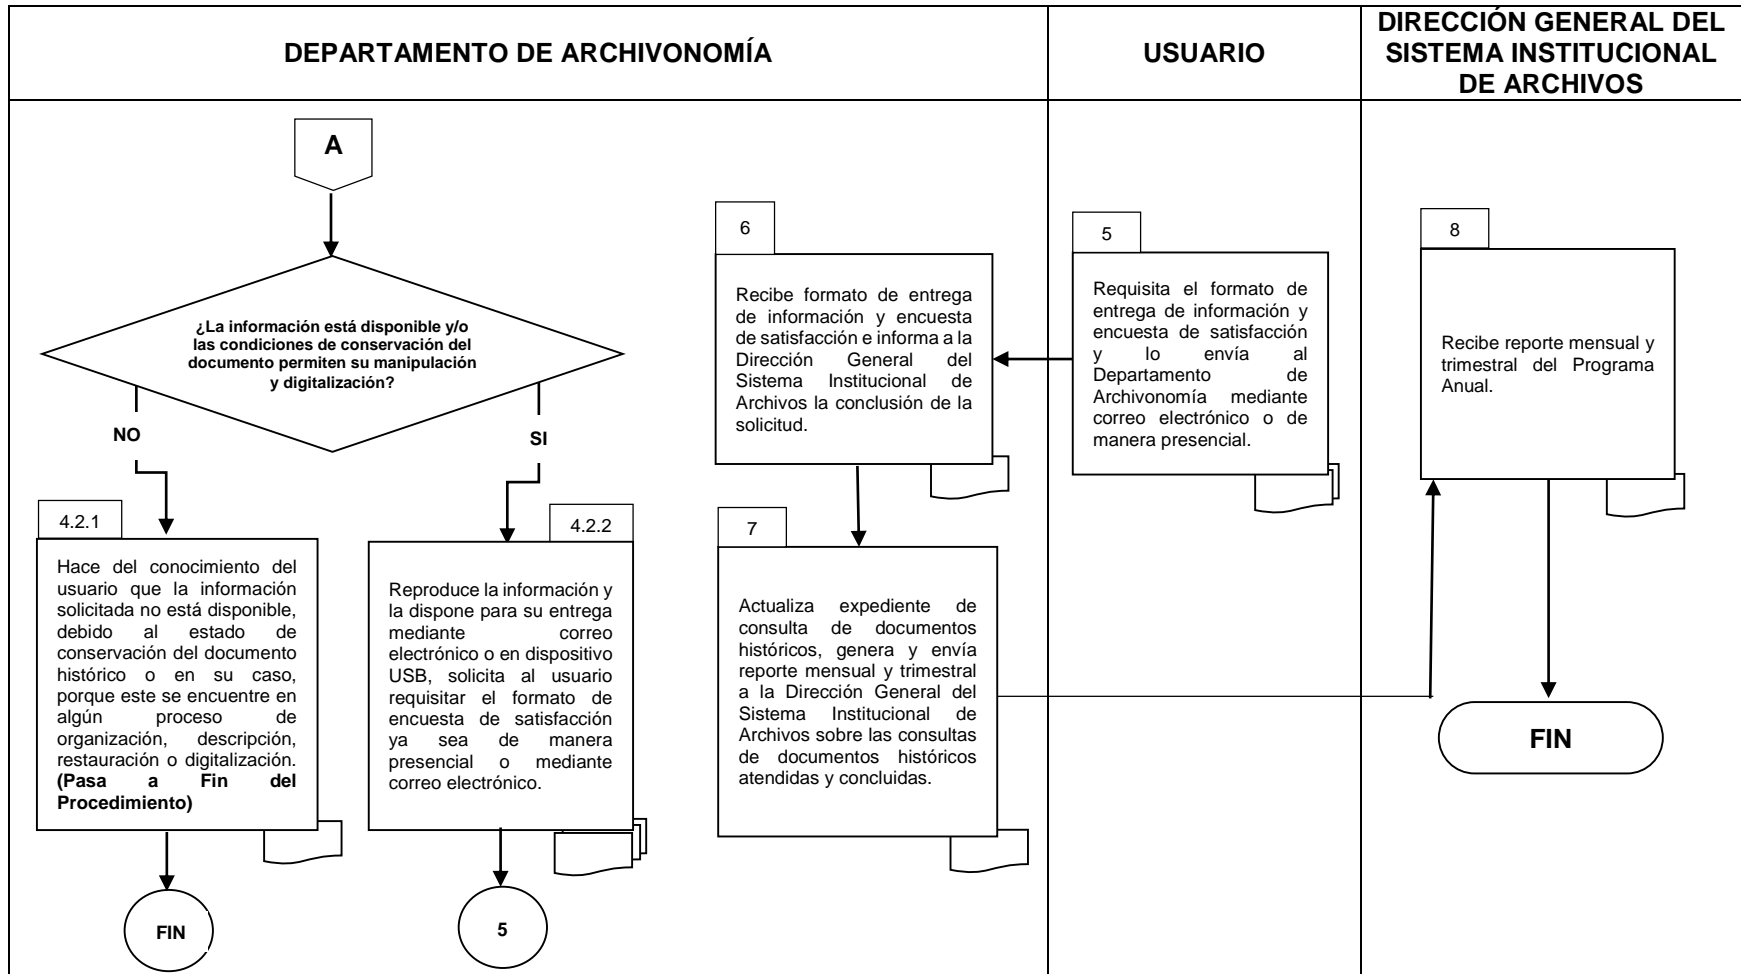 DEPARTAMENTO DE ARCHIVONOMÍA
USUARIO
DIRECCIÓN GENERAL DEL
SISTEMA INSTITUCIONAL
DE ARCHIVOS
A
¿La información está disponible y/o
las condiciones de conservación del
documento permiten su manipulación
y digitalización?
NO
SI
4.2.1
Hace del conocimiento del
usuario que la información
solicitada no está disponible,
debido al estado de
conservación del documento
histórico o en su caso,
porque este se encuentre en
algún proceso de
organización, descripción,
restauración o digitalización.
(Pasa a Fin del
Procedimiento)
FIN
4.2.2
Reproduce la información y
la dispone para su entrega
mediante correo
electrónico o en dispositivo
USB, solicita al usuario
requisitar el formato de
encuesta de satisfacción
ya sea de manera
presencial o mediante
correo electrónico.
5
6
Recibe formato de entrega
de información y encuesta
de satisfacción e informa a la
Dirección General del
Sistema Institucional de
Archivos la conclusión de la
solicitud.
7
Actualiza expediente de
consulta de documentos
históricos, genera y envía
reporte mensual y trimestral
a la Dirección General del
Sistema Institucional de
Archivos sobre las consultas
de documentos históricos
atendidas y concluidas.
5
Requisita el formato de
entrega de información y
encuesta de satisfacción
y lo envía al
Departamento de
Archivonomía mediante
correo electrónico o de
manera presencial.
8
Recibe reporte mensual y
trimestral del Programa
Anual.
FIN